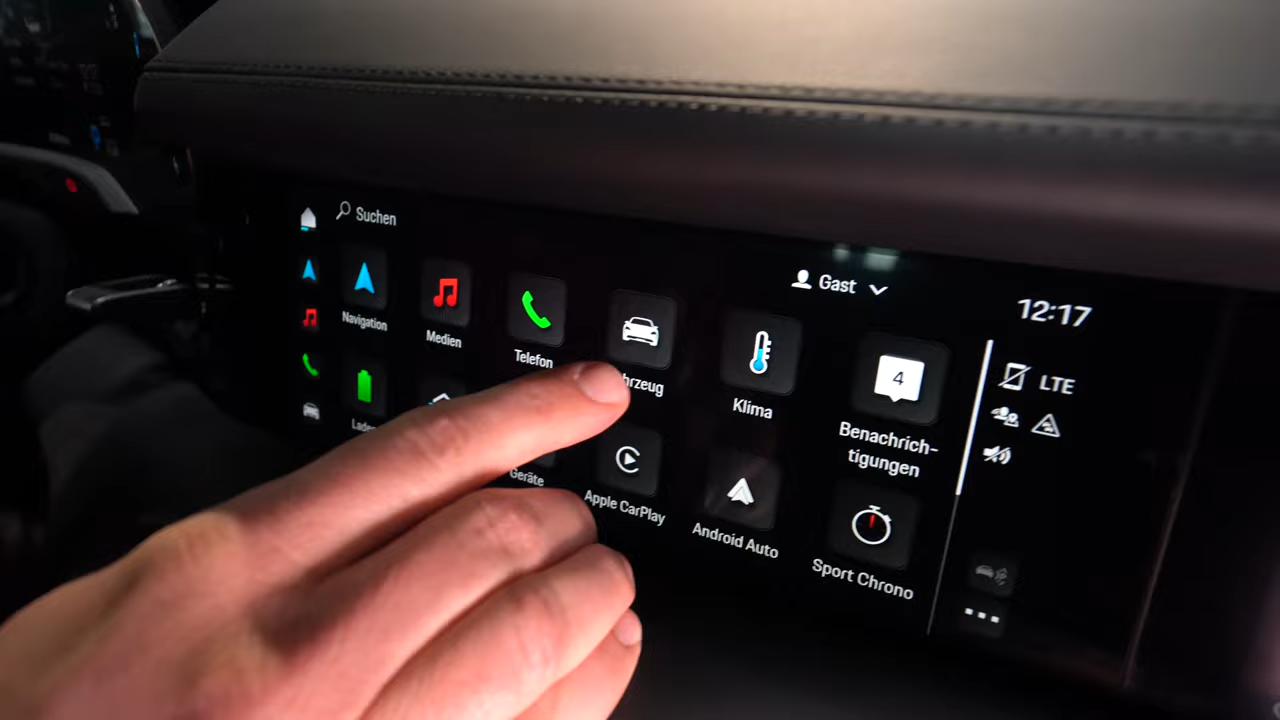 Suchen
Gast
12:17
Navigation
Medien
Telefon
hrzeug
Klima
4
Benachrich-
tigungen
LTE
Lade
Geräte
Apple CarPlay
Android Auto
Sport Chrono